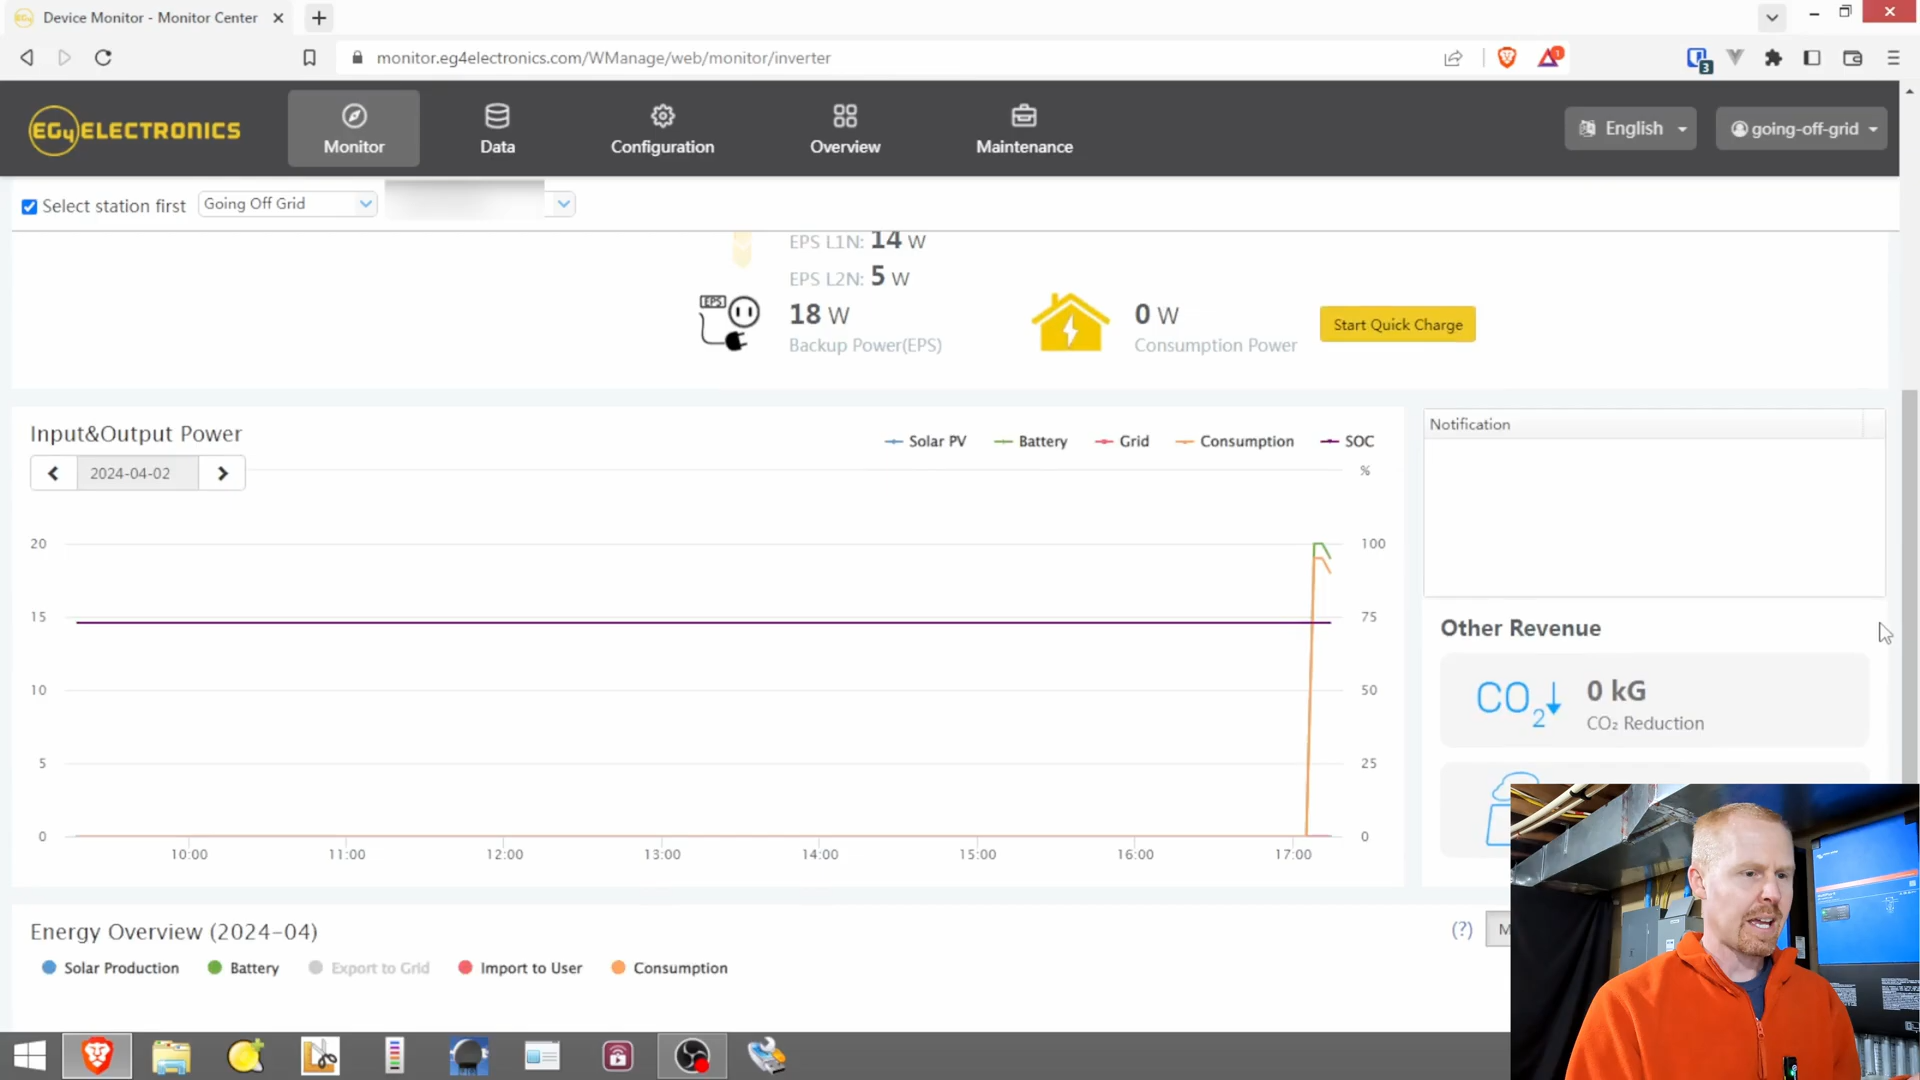 Device Monitor - Monitor Center
monitor.eg4electronics.com/WManage/web/monitor/inverter
1
3
EG4ELECTRONICS
Monitor
Data
Configuration
Overview
Maintenance
English
going-off-grid
Select station first
Going Off Grid
EPS L1N: 14 W
EPS L2N: 5 W
EPS
18 W
Backup Power(EPS)
0 W
Consumption Power
Start Quick Charge
Input&Output Power
2024-04-02
Solar PV
Battery
Grid
Consumption
SOC
%
20
15
10
5
0
100
75
50
25
0
10:00
11:00
12:00
13:00
14:00
15:00
16:00
17:00
Notification
Other Revenue
CO2
0 kG
CO₂ Reduction
Energy Overview (2024-04)
(?)
M
Solar Production
Battery
Export to Grid
Import to User
Consumption